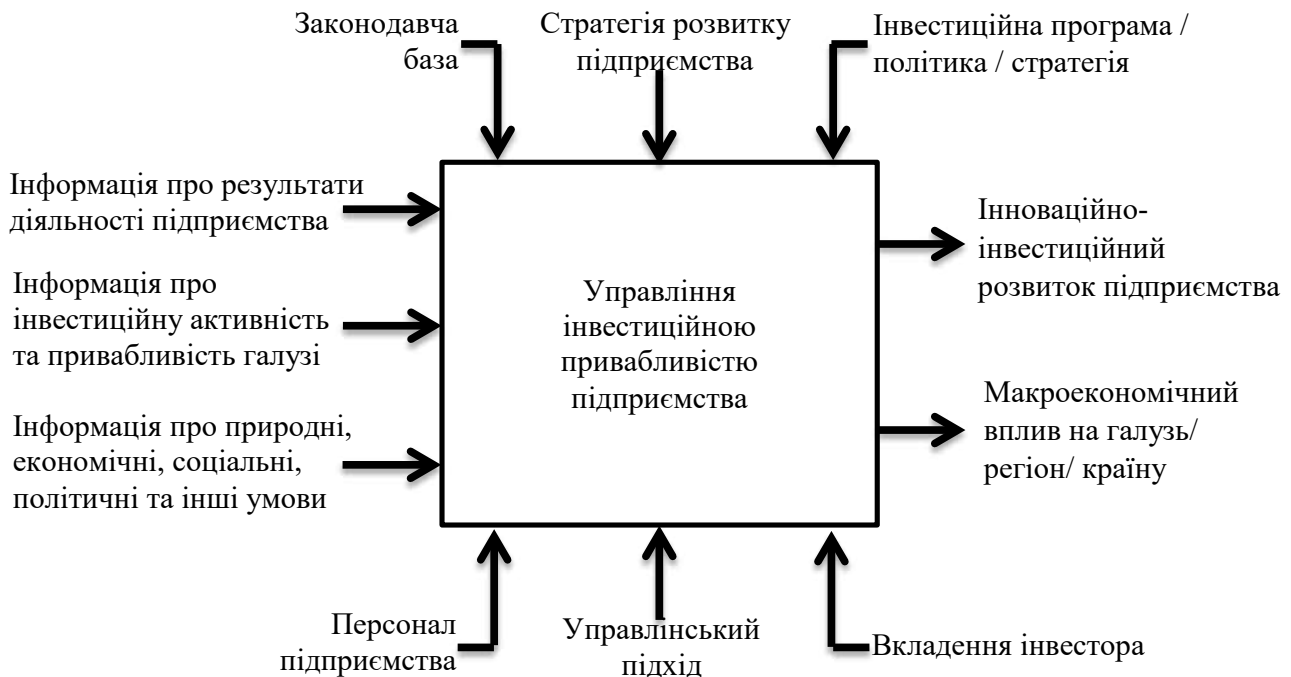 Законодавча
база
Стратегія розвитку
підприємства
Інвестиційна програма /
політика / стратегія
Інформація про результати
діяльності підприємства
Інформація про
інвестиційну активність
та привабливість галузі
Інформація про природні,
економічні, соціальні,
політичні та інші умови
Управління
інвестиційною
привабливістю
підприємства
Інноваційно-
інвестиційний
розвиток підприємства
Макроекономічний
вплив на галузь/
регіон/ країну
Персонал
підприємства
Управлінський
підхід
Вкладення інвестора